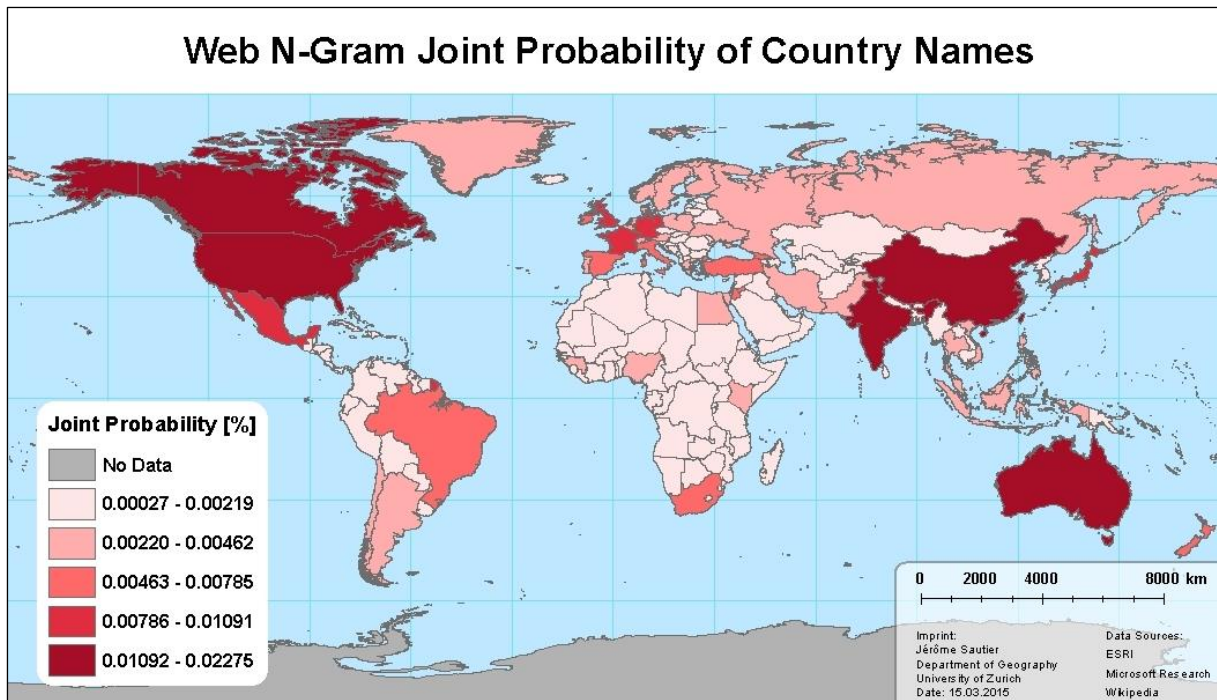 Web N-Gram Joint Probability of Country Names
Joint Probability [%]
No Data
0.00027 - 0.00219
0.00220 - 0.00462
0.00463 - 0.00785
0.00786 - 0.01091
0.01092 - 0.02275
0 2000 4000 8000 km
Imprint:
Jérôme Sautier
Department of Geography
University of Zurich
Date: 15.03.2015
Data Sources:
ESRI
Microsoft Research
Wikipedia